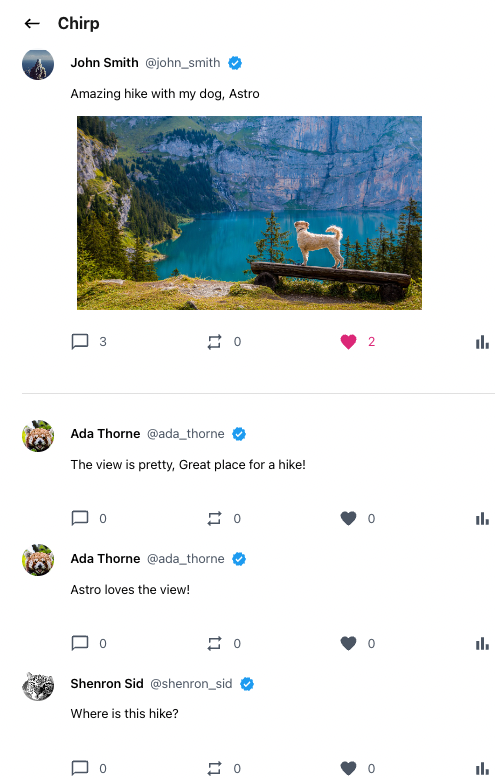 Chirp
John Smith @john_smith
Amazing hike with my dog, Astro
3 0 2
Ada Thorne @ada_thorne
The view is pretty, Great place for a hike!
0 0 0
Ada Thorne @ada_thorne
Astro loves the view!
0 0 0
Shenron Sid @shenron_sid
Where is this hike?
0 0 0